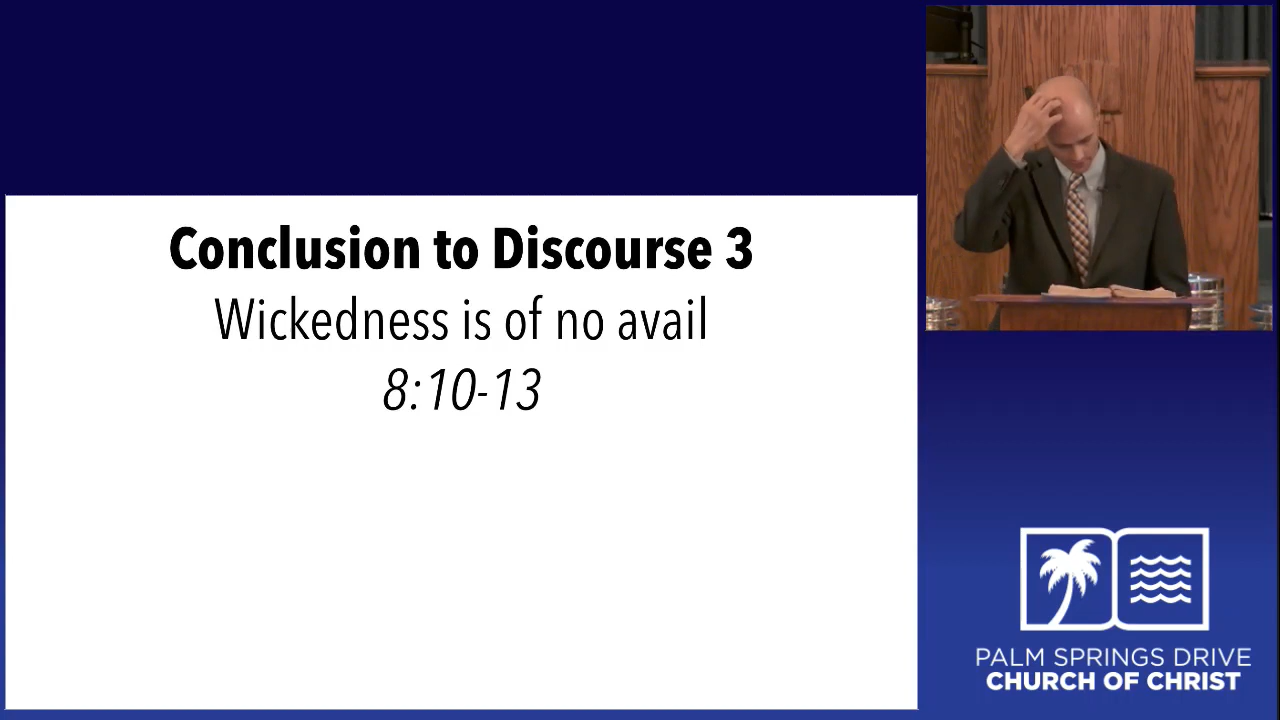 Conclusion to Discourse 3
Wickedness is of no avail
8:10-13
PALM SPRINGS DRIVE
CHURCH OF CHRIST